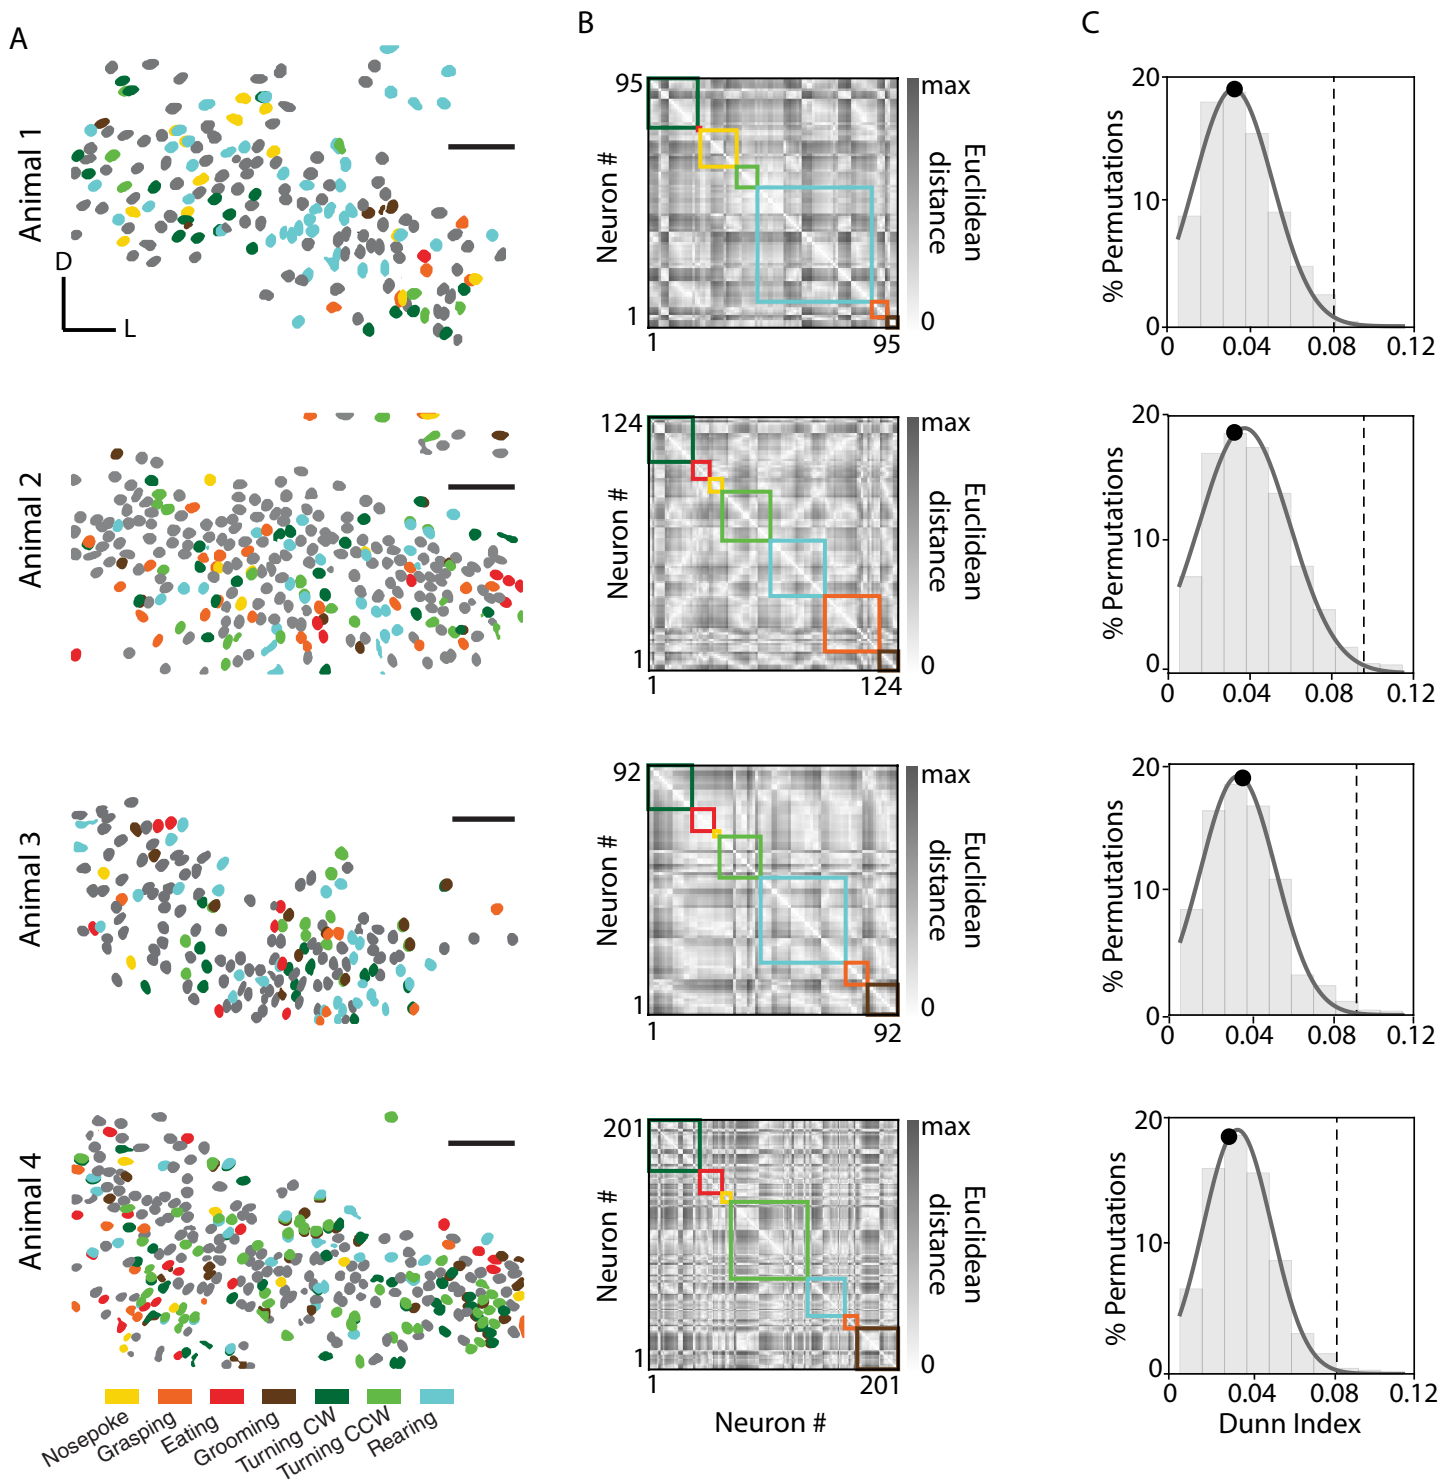 A
B
C
Animal 1
D
L
95
Neuron #
1
1
95
max
Euclidean
distance
0
20
10
0
% Permutations
0
0.04
0.08
0.12
Animal 2
124
Neuron #
1
1
124
max
Euclidean
distance
0
20
10
0
% Permutations
0
0.04
0.08
0.12
Animal 3
92
Neuron #
1
1
92
max
Euclidean
distance
0
20
10
0
% Permutations
0
0.04
0.08
0.12
Animal 4
201
Neuron #
1
1
201
Neuron #
max
Euclidean
distance
0
20
10
0
% Permutations
0
0.04
0.08
0.12
Dunn Index
Nosepoke
Grasping
Eating
Grooming
Turning CW
Turning CCW
Rearing